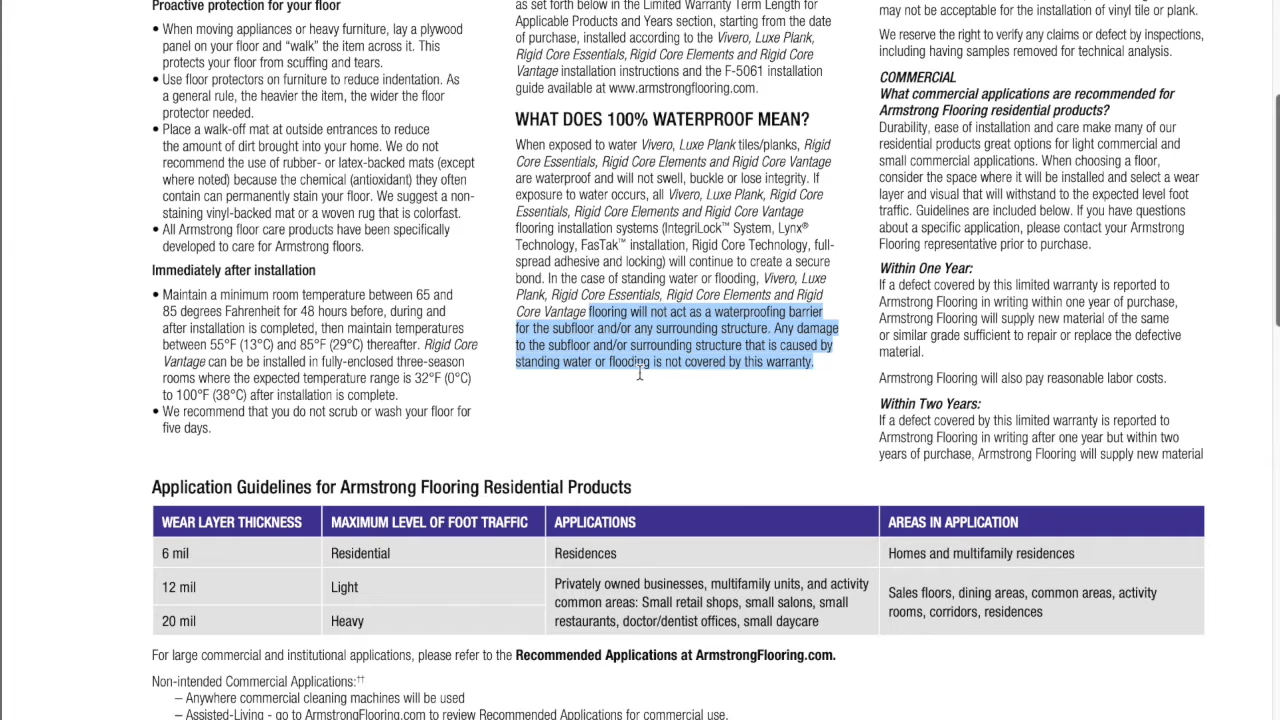 Proactive protection for your floor
• When moving appliances or heavy furniture, lay a plywood
panel on your floor and “walk” the item across it. This
protects your floor from scuffing and tears.
• Use floor protectors on furniture to reduce indentation. As
a general rule, the heavier the item, the wider the floor
protector needed.
• Place a walk-off mat at outside entrances to reduce
the amount of dirt brought into your home. We do not
recommend the use of rubber- or latex-backed mats (except
where noted) because the chemical (antioxidant) they often
contain can permanently stain your floor. We suggest a non-
staining vinyl-backed mat or a woven rug that is colorfast.
• All Armstrong floor care products have been specifically
developed to care for Armstrong floors.
Immediately after installation
• Maintain a minimum room temperature between 65 and
85 degrees Fahrenheit for 48 hours before, during and
after installation is completed, then maintain temperatures
between 55°F (13°C) and 85°F (29°C) thereafter. Rigid Core
Vantage can be be installed in fully-enclosed three-season
rooms where the expected temperature range is 32°F (0°C)
to 100°F (38°C) after installation is complete.
• We recommend that you do not scrub or wash your floor for
five days.
as set forth below in the Limited Warranty Term Length for
Applicable Products and Years section, starting from the date
of purchase, installed according to the Vivero, Luxe Plank,
Rigid Core Essentials, Rigid Core Elements and Rigid Core
Vantage installation instructions and the F-5061 installation
guide available at www.armstrongflooring.com.
WHAT DOES 100% WATERPROOF MEAN?
When exposed to water Vivero, Luxe Plank tiles/planks, Rigid
Core Essentials, Rigid Core Elements and Rigid Core Vantage
are waterproof and will not swell, buckle or lose integrity. If
exposure to water occurs, all Vivero, Luxe Plank, Rigid Core
Essentials, Rigid Core Elements and Rigid Core Vantage
flooring installation systems (IntegriLock™ System, Lynx®
Technology, FasTak™ installation, Rigid Core Technology, full-
spread adhesive and locking) will continue to create a secure
bond. In the case of standing water or flooding, Vivero, Luxe
Plank, Rigid Core Essentials, Rigid Core Elements and Rigid
Core Vantage flooring will not act as a waterproofing barrier
for the subfloor and/or any surrounding structure. Any damage
to the subfloor and/or surrounding structure that is caused by
standing water or flooding is not covered by this warranty.
may not be acceptable for the installation of vinyl tile or plank.
We reserve the right to verify any claims or defect by inspections,
including having samples removed for technical analysis.
COMMERCIAL
What commercial applications are recommended for
Armstrong Flooring residential products?
Durability, ease of installation and care make many of our
residential products great options for light commercial and
small commercial applications. When choosing a floor,
consider the space where it will be installed and select a wear
layer and visual that will withstand to the expected level foot
traffic. Guidelines are included below. If you have questions
about a specific application, please contact your Armstrong
Flooring representative prior to purchase.
Within One Year:
If a defect covered by this limited warranty is reported to
Armstrong Flooring in writing within one year of purchase,
Armstrong Flooring will supply new material of the same
or similar grade sufficient to repair or replace the defective
material.
Armstrong Flooring will also pay reasonable labor costs.
Within Two Years:
If a defect covered by this limited warranty is reported to
Armstrong Flooring in writing after one year but within two
years of purchase, Armstrong Flooring will supply new material
Application Guidelines for Armstrong Flooring Residential Products
WEAR LAYER THICKNESS MAXIMUM LEVEL OF FOOT TRAFFIC APPLICATIONS AREAS IN APPLICATION
6 mil Residential Residences Homes and multifamily residences
12 mil Light
20 mil Heavy
Privately owned businesses, multifamily units, and activity
common areas: Small retail shops, small salons, small
restaurants, doctor/dentist offices, small daycare
Sales floors, dining areas, common areas, activity
rooms, corridors, residences
For large commercial and institutional applications, please refer to the Recommended Applications at ArmstrongFlooring.com.
Non-intended Commercial Applications:††
– Anywhere commercial cleaning machines will be used
– Assisted-Living - go to ArmstrongFlooring.com to review Recommended Applications for commercial use.